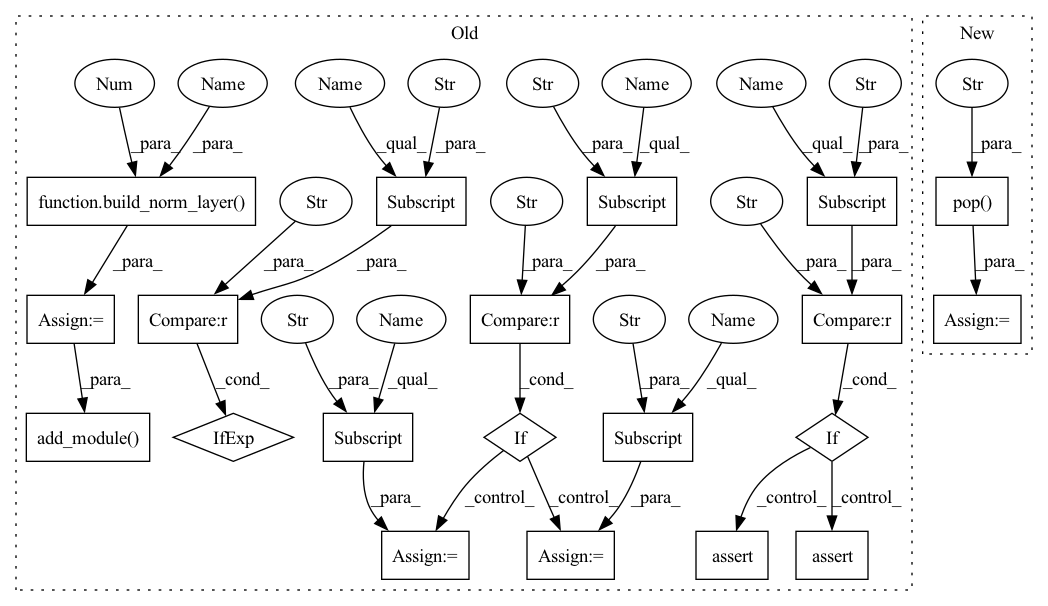 Old
New
Num
Name
Name
Str
Str
Name
Name
Str
Str
_para_
_para_
_qual_
_para_
_para_
_qual_
_qual_
_para_
_para_
function.build_norm_layer()
Str
Subscript
Str
Subscript
Str
Subscript
pop()
_para_
_para_
_para_
_para_
_para_
_para_
_para_
_para_
Assign:=
Compare:r
Str
Name
Compare:r
Str
Name
Compare:r
Assign:=
_para_
_cond_
_para_
_qual_
_cond_
_para_
_qual_
_cond_
add_module()
IfExp
Subscript
If
Subscript
If
_para_
_control_
_control_
_para_
_control_
_control_
Assign:=
Assign:=
assert
assert